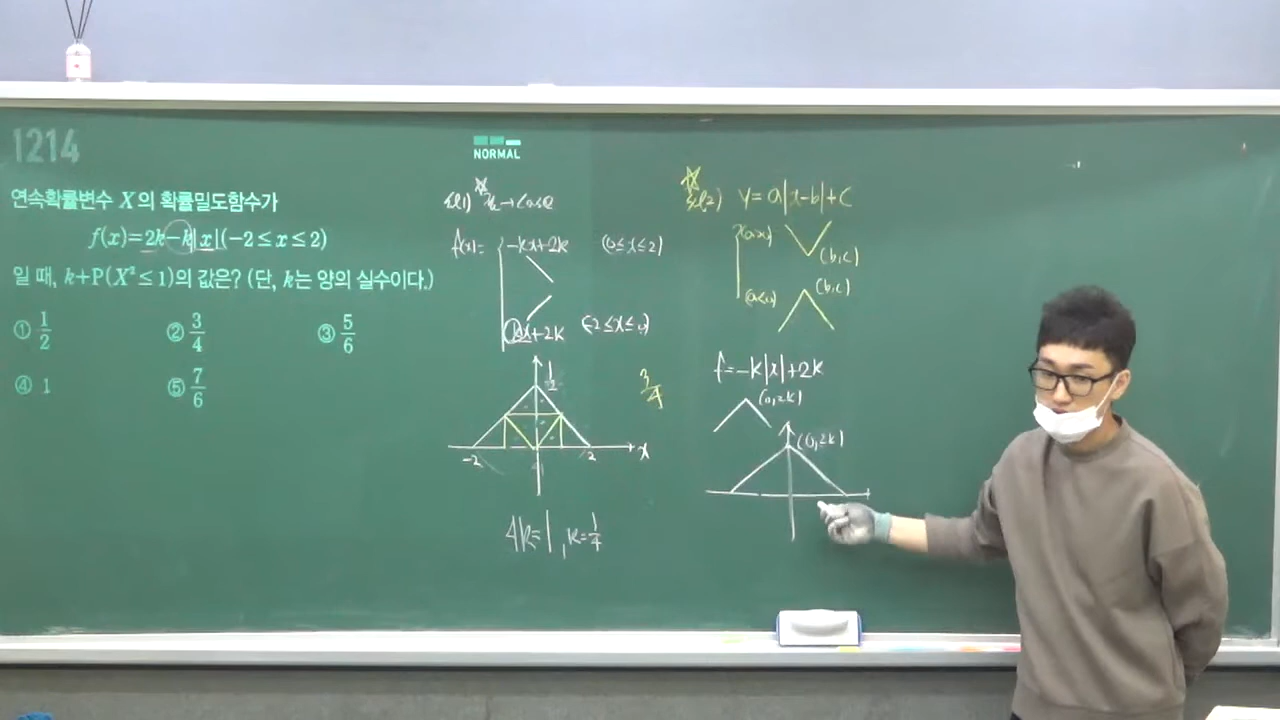 1214
NORMAL
연속확률변수 X의 확률밀도함수가
f(x)=2k-k|x|(-2≤x≤2)
일 때, k+P(X²≤1)의 값은? (단, k는 양의 실수이다.)
① 1/2
② 3/4
③ 5/6
④ 1
⑤ 7/6
f(x)= -kx+2k (0≤x≤2)
kx+2k (-2≤x≤0)
1/2
-2
2
x
3/4
4k=1, k=1/4
y=a|x-b|+c
(a>0)
(b,c)
(a<0)
(b,c)
f=-k|x|+2k
(0,2k)
(0,2k)